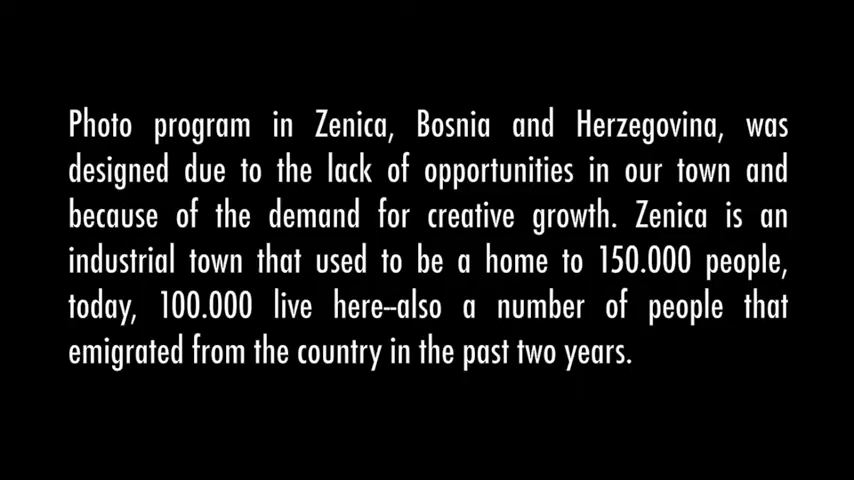 Photo program in Zenica, Bosnia and Herzegovina, was
designed due to the lack of opportunities in our town and
because of the demand for creative growth. Zenica is an
industrial town that used to be a home to 150.000 people,
today, 100.000 live here--also a number of people that
emigrated from the country in the past two years.